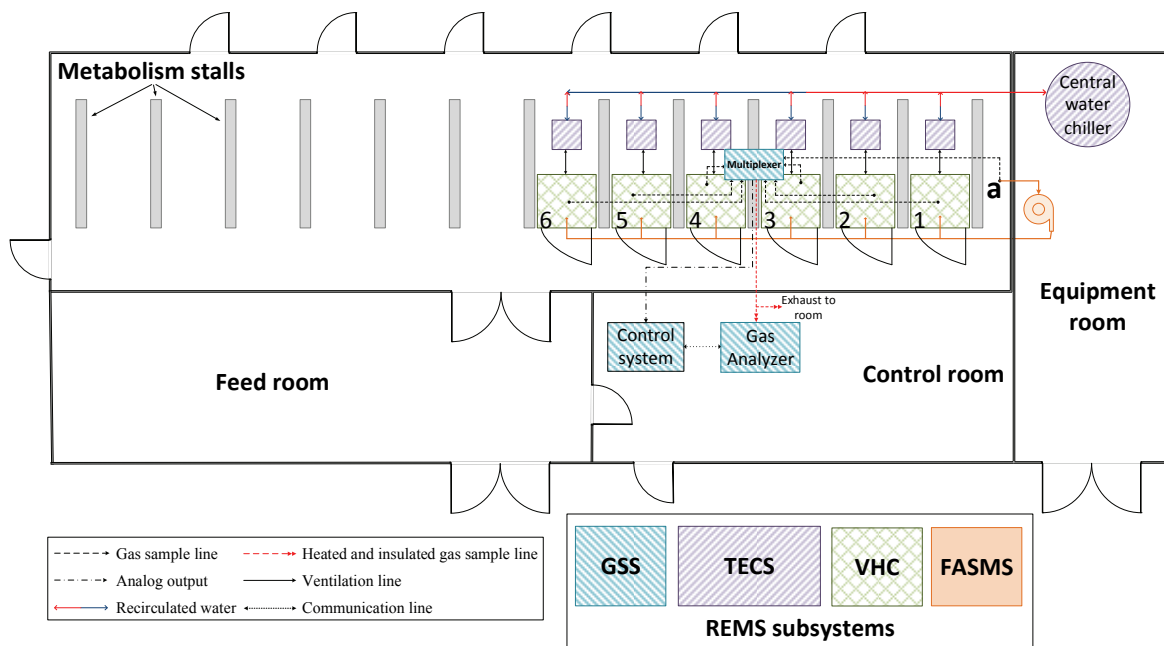 Metabolism stalls
Central
water
chiller
Multiplexer
a
6
5
4
3
2
1
Exhaust to
room
Equipment
room
Control
system
Gas
Analyzer
Feed room
Control room
Gas sample line
Heated and insulated gas sample line
Analog output
Ventilation line
Recirculated water
Communication line
GSS
TECS
VHC
FASMS
REMS subsystems